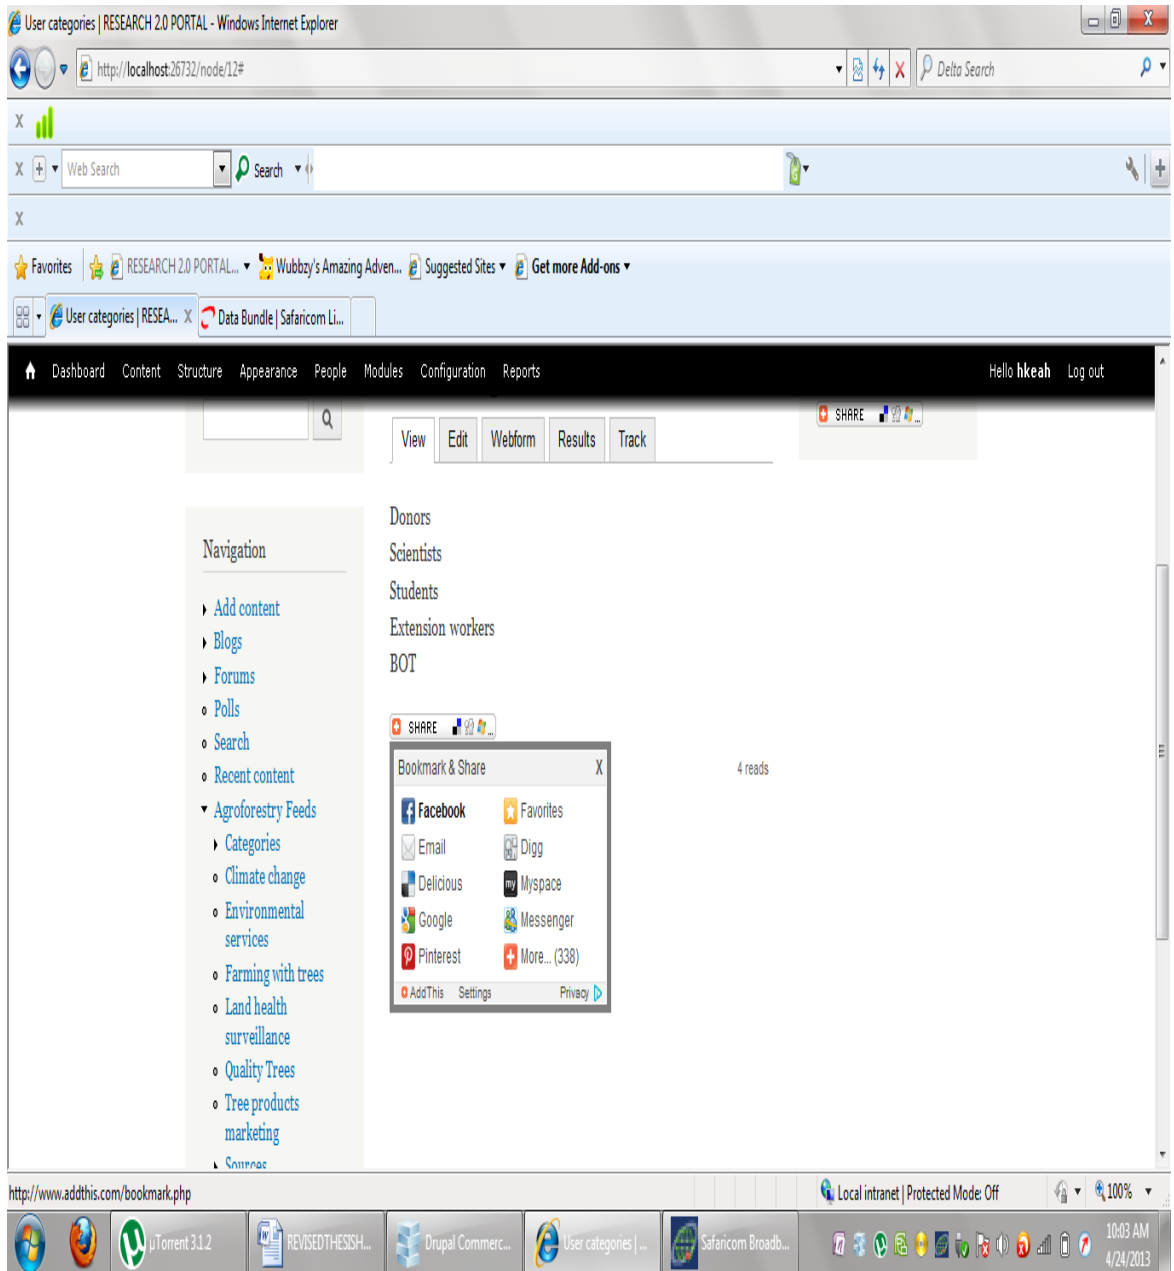 User categories | RESEARCH 2.0 PORTAL - Windows Internet Explorer
http://localhost:26732/node/12#
Delta Search
X
X Web Search Search
X
Favorites RESEARCH 2.0 PORTAL... Wubbzy's Amazing Adven... Suggested Sites Get more Add-ons
User categories | RESEA... X Data Bundle | Safaricom Li...
Dashboard Content Structure Appearance People Modules Configuration Reports Hello hkeah Log out
SHARE
View Edit Webform Results Track
Navigation
Add content
Blogs
Forums
Polls
Search
Recent content
Agroforestry Feeds
Categories
Climate change
Environmental
services
Farming with trees
Land health
surveillance
Quality Trees
Tree products
marketing
Sources
Donors
Scientists
Students
Extension workers
BOT
SHARE
4 reads
Bookmark & Share X
Facebook Favorites
Email Digg
Delicious Myspace
Google Messenger
Pinterest More... (338)
AddThis Settings Privacy
http://www.addthis.com/bookmark.php
Local intranet | Protected Mode: Off
100%
µTorrent 3.1.2
REVISEDTHESISH...
Drupal Commerc...
User categories | ...
Safaricom Broadb...
10:03 AM
4/24/2013